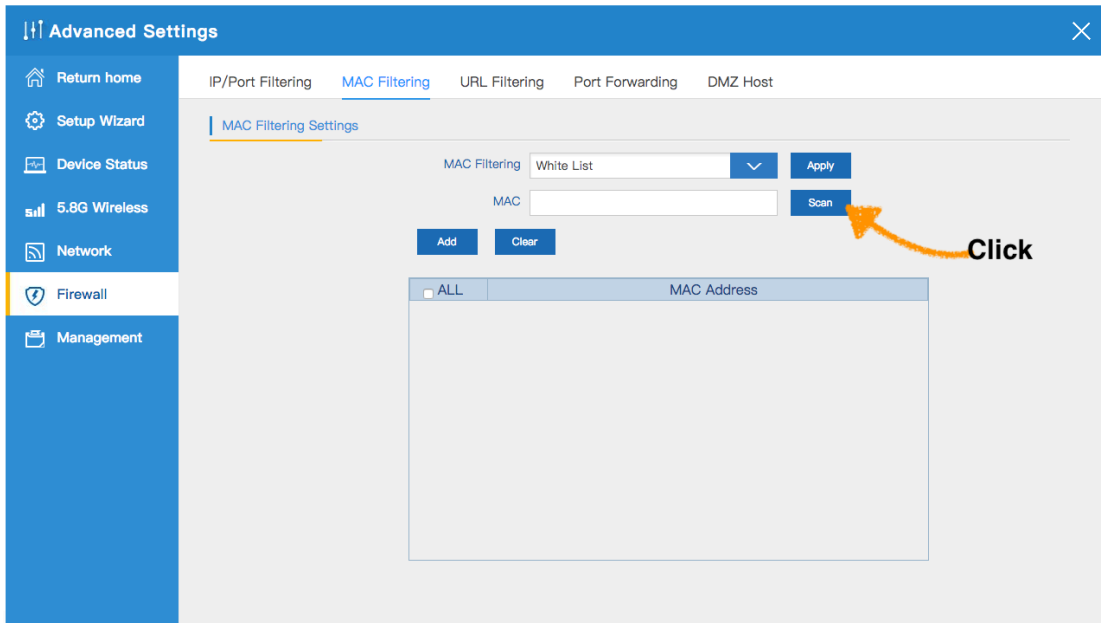 Advanced Settings
Return home
Setup Wizard
Device Status
5.8G Wireless
Network
Firewall
Management
IP/Port Filtering MAC Filtering URL Filtering Port Forwarding DMZ Host
MAC Filtering Settings
MAC Filtering White List Apply
MAC Scan
Click
Add Clear
ALL MAC Address